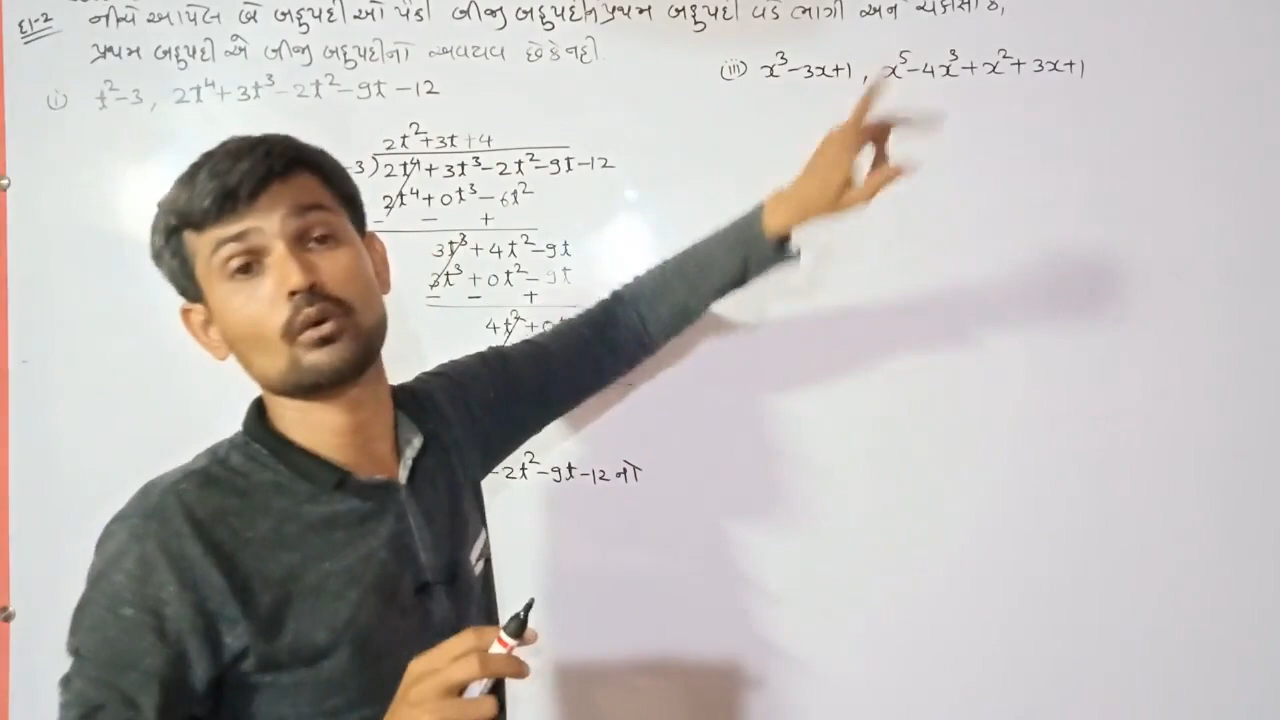 દા-2 નીચે આપેલ બે બહુપદીઓ પૈકી બીજી બહુપદીને પ્રથમ બહુપદી વડે ભાગી અને ચકાસો કે,
પ્રથમ બહુપદી એ બીજી બહુપદીનો અવયવ છે કે નહી.
(i) t²-3, 2t⁴+3t³-2t²-9t-12
2t²+3t+4
-3)2t⁴+3t³-2t²-9t-12
2t⁴+0t³-6t²
- - +
3t³+4t²-9t
3t³+0t²-9t
- - +
4t²+0t
-2t²-9t-12 નો
(iii) x³-3x+1, x⁵-4x³+x²+3x+1